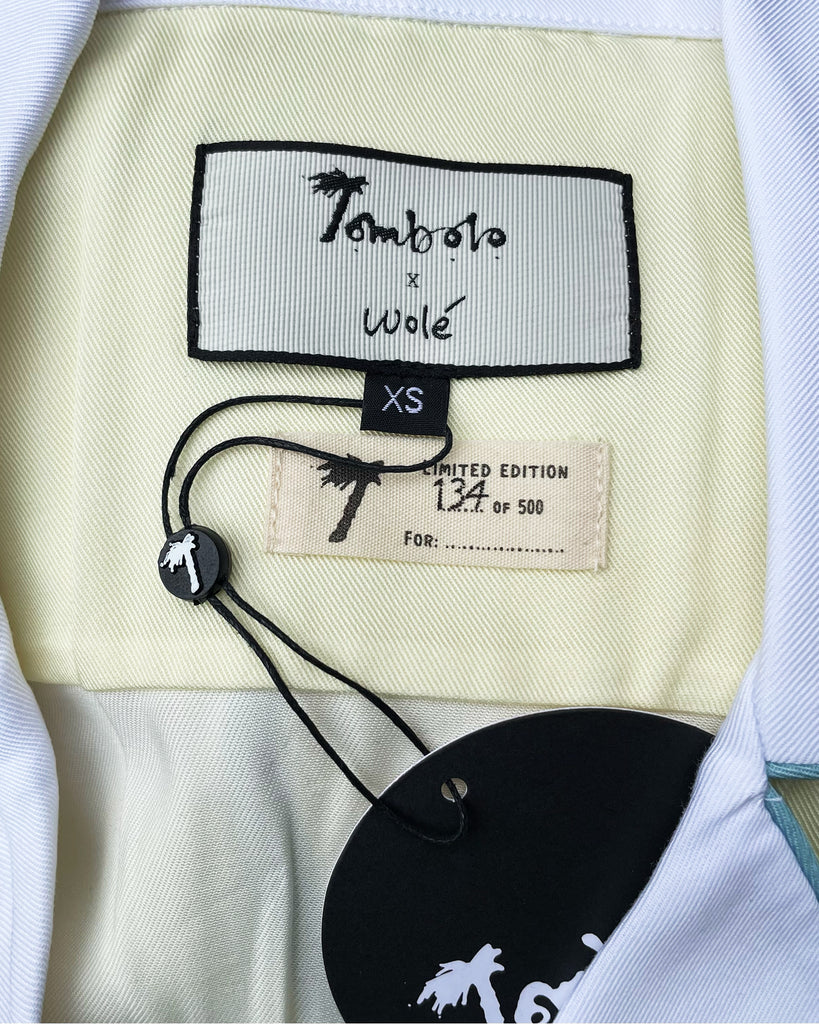 Tombolo
x
Wolé
XS
LIMITED EDITION
134 OF 500
FOR: